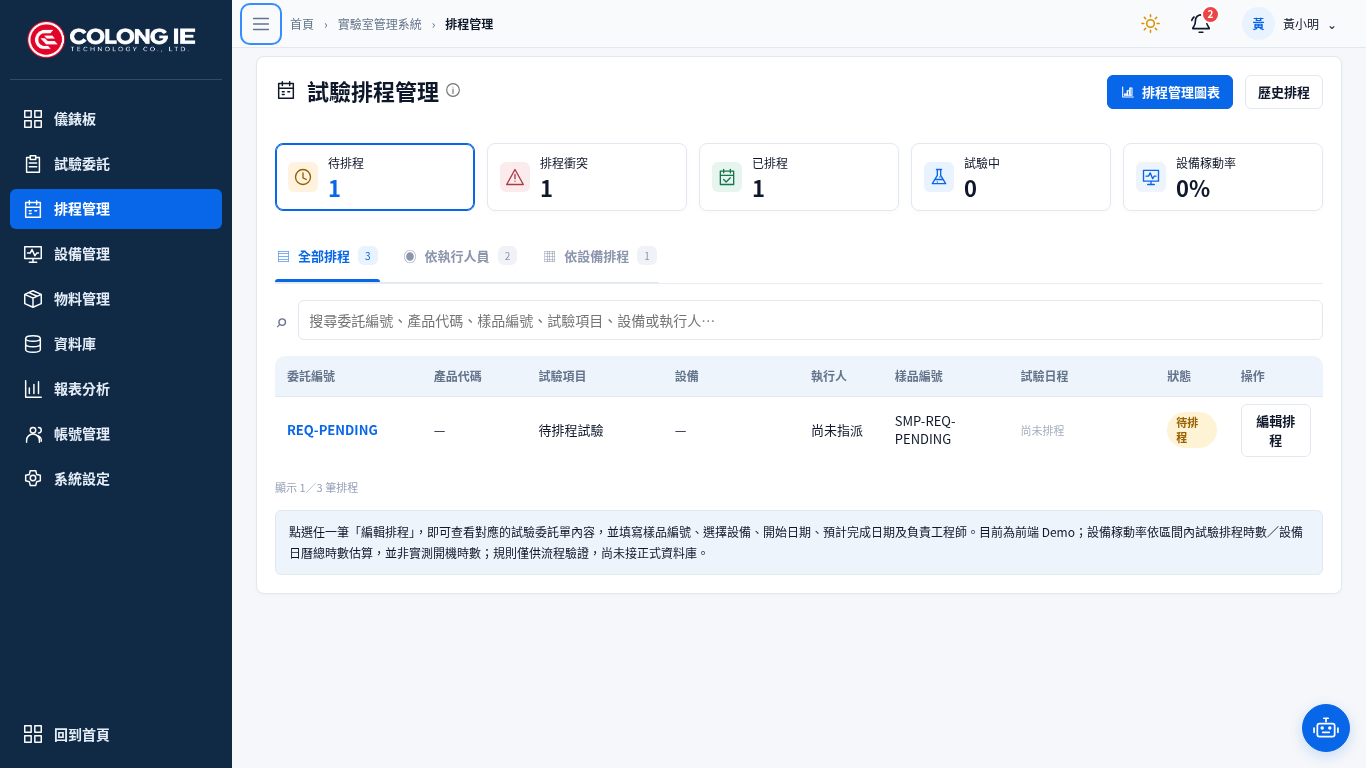 COLONG IE
TECHNOLOGY CO., LTD.
儀錶板
試驗委託
排程管理
設備管理
物料管理
資料庫
報表分析
帳號管理
系統設定
回到首頁
首頁 › 實驗室管理系統 › 排程管理
2
黃 黃小明
試驗排程管理
排程管理圖表
歷史排程
待排程
1
排程衝突
1
已排程
1
試驗中
0
設備稼動率
0%
全部排程 3
依執行人員 2
依設備排程 1
搜尋委託編號、產品代碼、樣品編號、試驗項目、設備或執行人…
委託編號 產品代碼 試驗項目 設備 執行人 樣品編號 試驗日程 狀態 操作
REQ-PENDING — 待排程試驗 — 尚未指派 SMP-REQ-
PENDING 尚未排程 待排
程 編輯排
程
顯示 1／3 筆排程
點選任一筆「編輯排程」，即可查看對應的試驗委託單內容，並填寫樣品編號、選擇設備、開始日期、預計完成日期及負責工程師。目前為前端 Demo；設備稼動率依區間內試驗排程時數／設備
日曆總時數估算，並非實測開機時數；規則僅供流程驗證，尚未接正式資料庫。